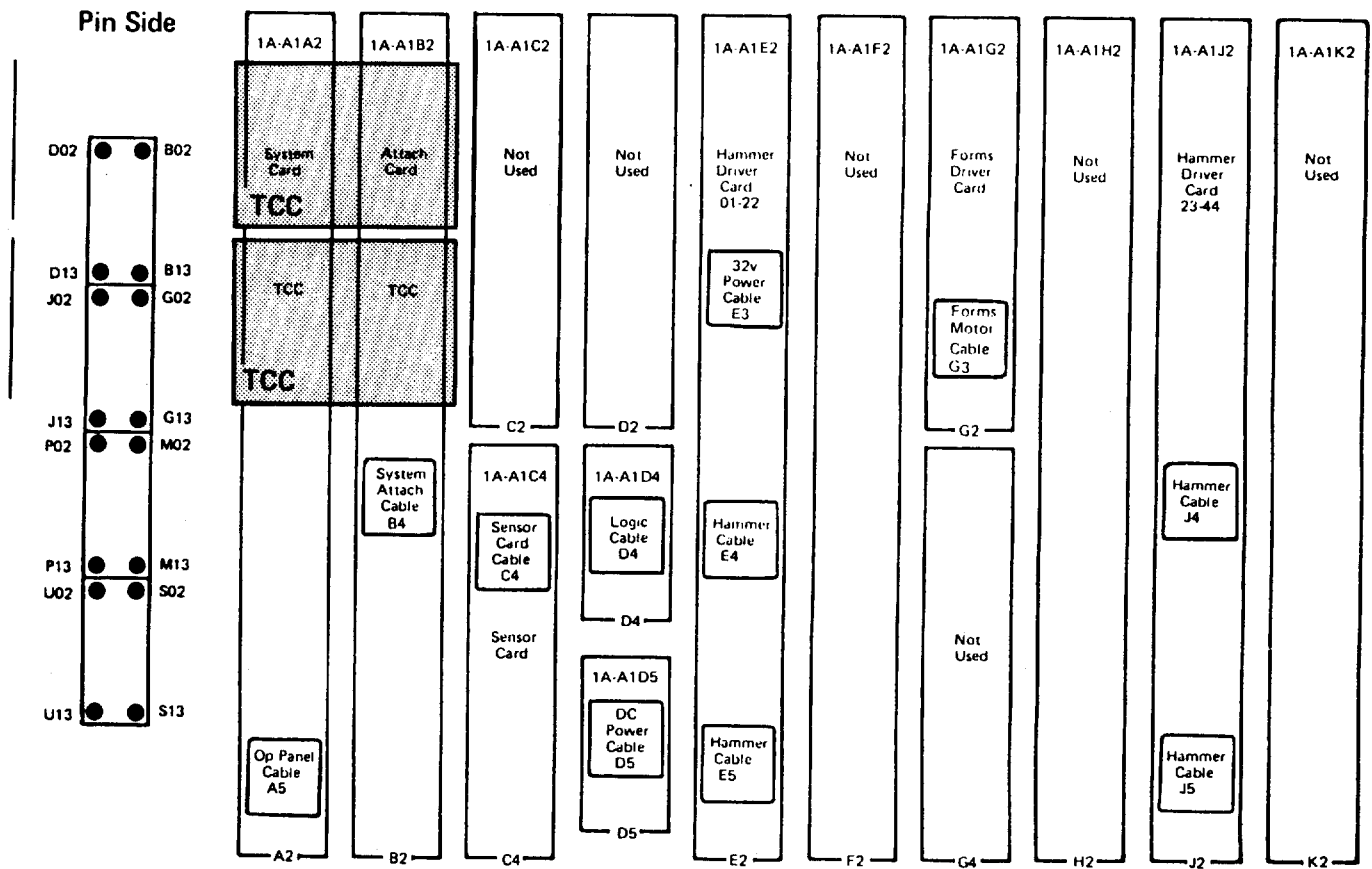 Pin Side
D02 B02
D13 B13
J02 G02
J13 G13
P02 M02
P13 M13
U02 S02
U13 S13
1A-A1A2
System
Card
TCC
TCC
TCC
Op Panel
Cable
A5
A2
1A-A1B2
Attach
Card
TCC
System
Attach
Cable
B4
B2
1A-A1C2
Not
Used
C2
1A-A1C4
Sensor
Card
Cable
C4
Sensor
Card
C4
Not
Used
D2
1A-A1D4
Logic
Cable
D4
D4
1A-A1D5
DC
Power
Cable
D5
D5
1A-A1E2
Hammer
Driver
Card
01-22
32v
Power
Cable
E3
Hammer
Cable
E4
Hammer
Cable
E5
E2
1A-A1F2
Not
Used
F2
1A-A1G2
Forms
Driver
Card
Forms
Motor
Cable
G3
G2
Not
Used
G4
1A-A1H2
Not
Used
H2
1A-A1J2
Hammer
Driver
Card
23-44
Hammer
Cable
J4
Hammer
Cable
J5
J2
1A-A1K2
Not
Used
K2